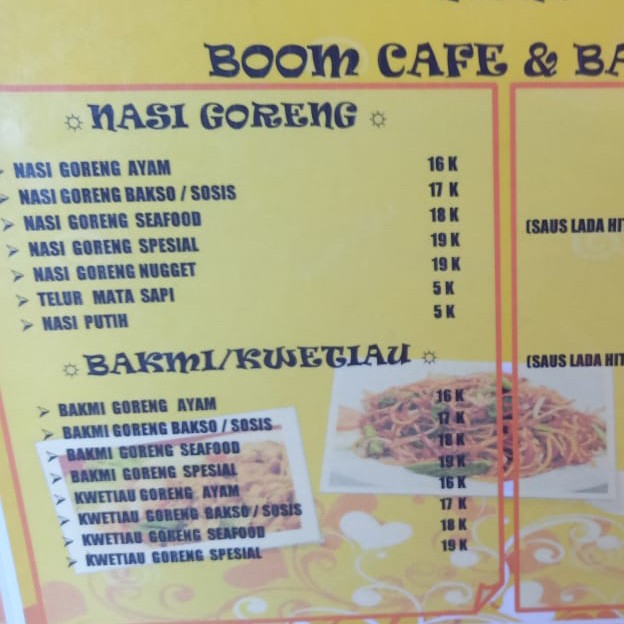 BOOM CAFE & BA
NASI GORENG
NASI GORENG AYAM 16 K
NASI GORENG BAKSO / SOSIS 17 K
NASI GORENG SEAFOOD 18 K
NASI GORENG SPESIAL 19 K
NASI GORENG NUGGET 19 K
TELUR MATA SAPI 5 K
NASI PUTIH 5 K
BAKMI/KWETIAU
BAKMI GORENG AYAM 16 K
BAKMI GORENG BAKSO / SOSIS 17 K
BAKMI GORENG SEAFOOD 18 K
BAKMI GORENG SPESIAL 19 K
KWETIAU GORENG AYAM 16 K
KWETIAU GORENG BAKSO / SOSIS 17 K
KWETIAU GORENG SEAFOOD 18 K
KWETIAU GORENG SPESIAL 19 K
(SAUS LADA HIT
(SAUS LADA HIT